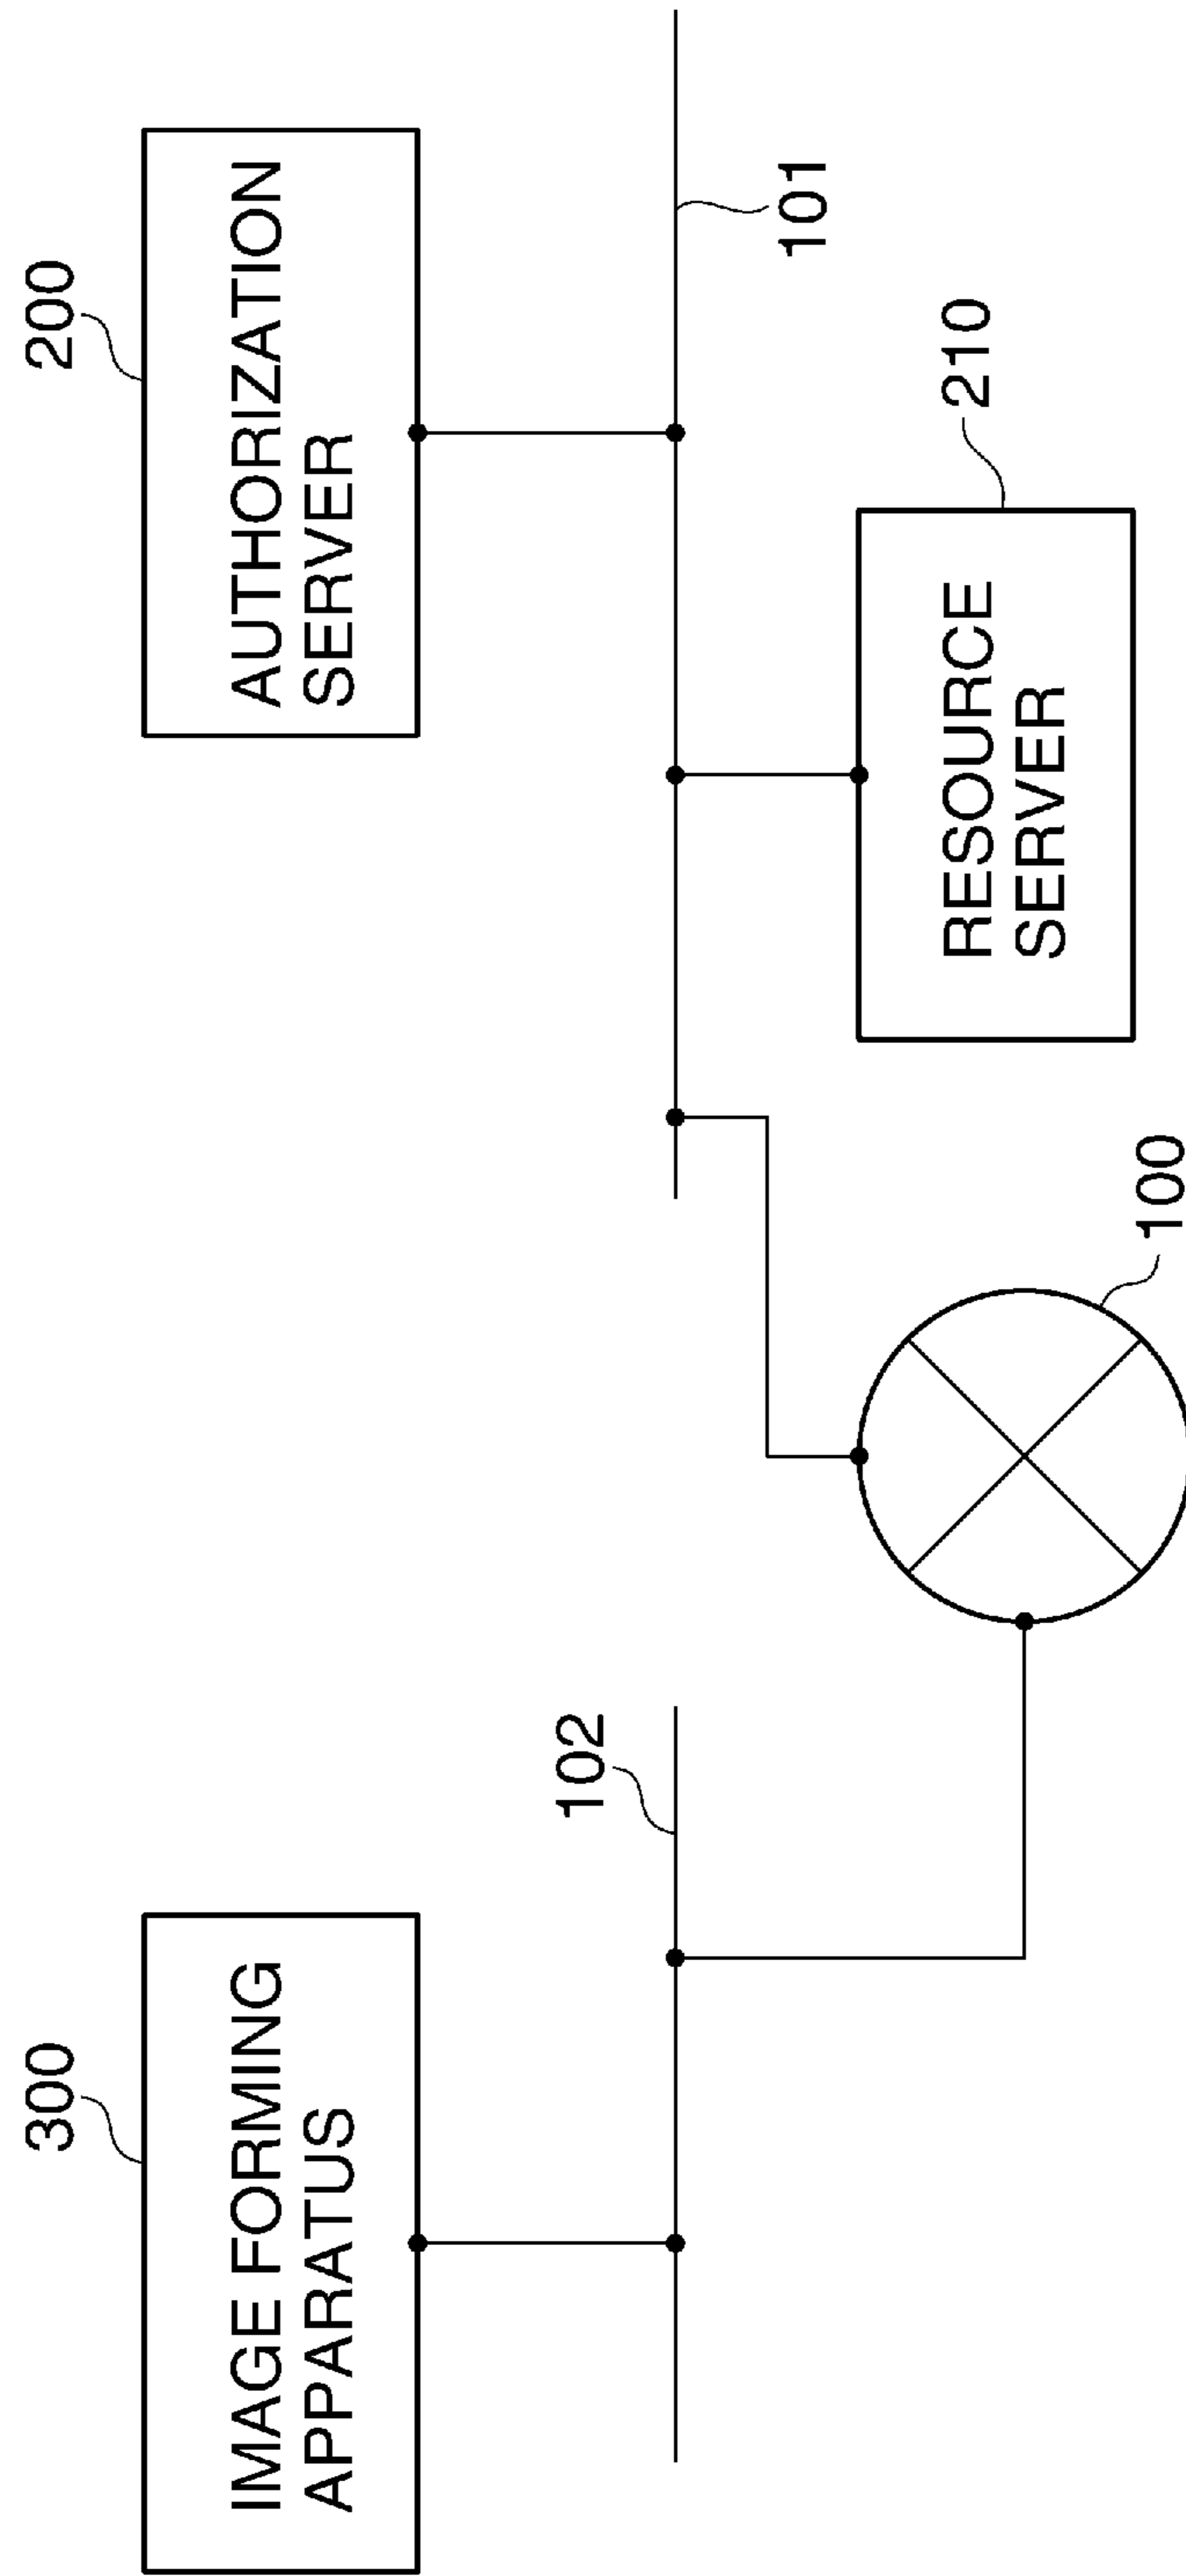 300
IMAGE FORMING
APPARATUS
102
100
200
AUTHORIZATION
SERVER
101
210
RESOURCE
SERVER